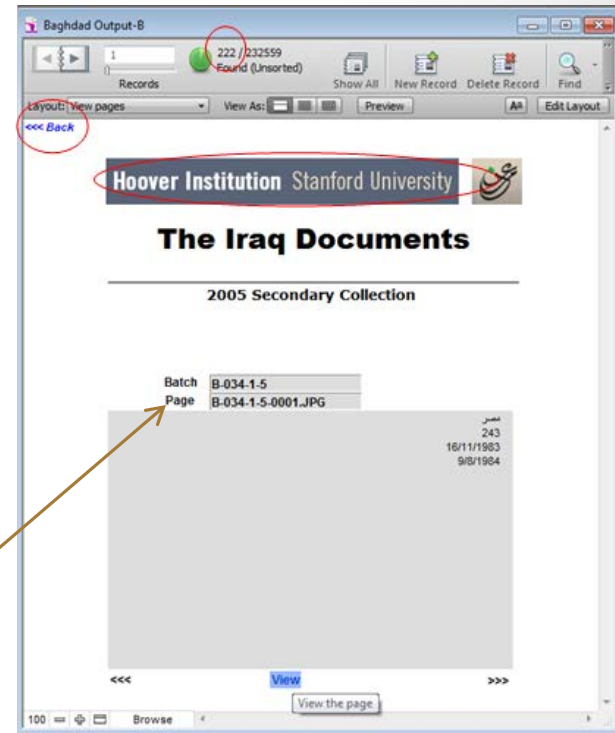 Baghdad Output-B
1
Records
222 / 232559
Found (Unsorted)
Show All
New Record
Delete Record
Find
Layout: View pages
View As:
Preview
Aa
Edit Layout
<<< Back
Hoover Institution Stanford University
The Iraq Documents
2005 Secondary Collection
Batch B-034-1-5
Page B-034-1-5-0001.JPG
مصر
243
16/11/1983
9/8/1984
<<< View >>>
View the page
100
Browse